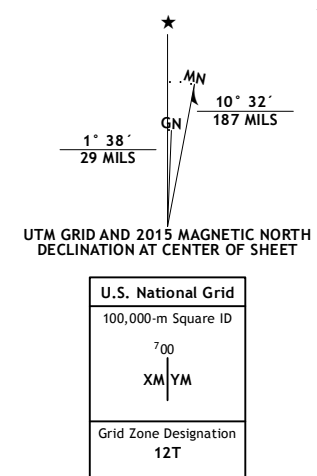 MN
GN
10° 32´
187 MILS
1° 38´
29 MILS
UTM GRID AND 2015 MAGNETIC NORTH
DECLINATION AT CENTER OF SHEET
U.S. National Grid
100,000-m Square ID
⁷00
XM YM
Grid Zone Designation
12T